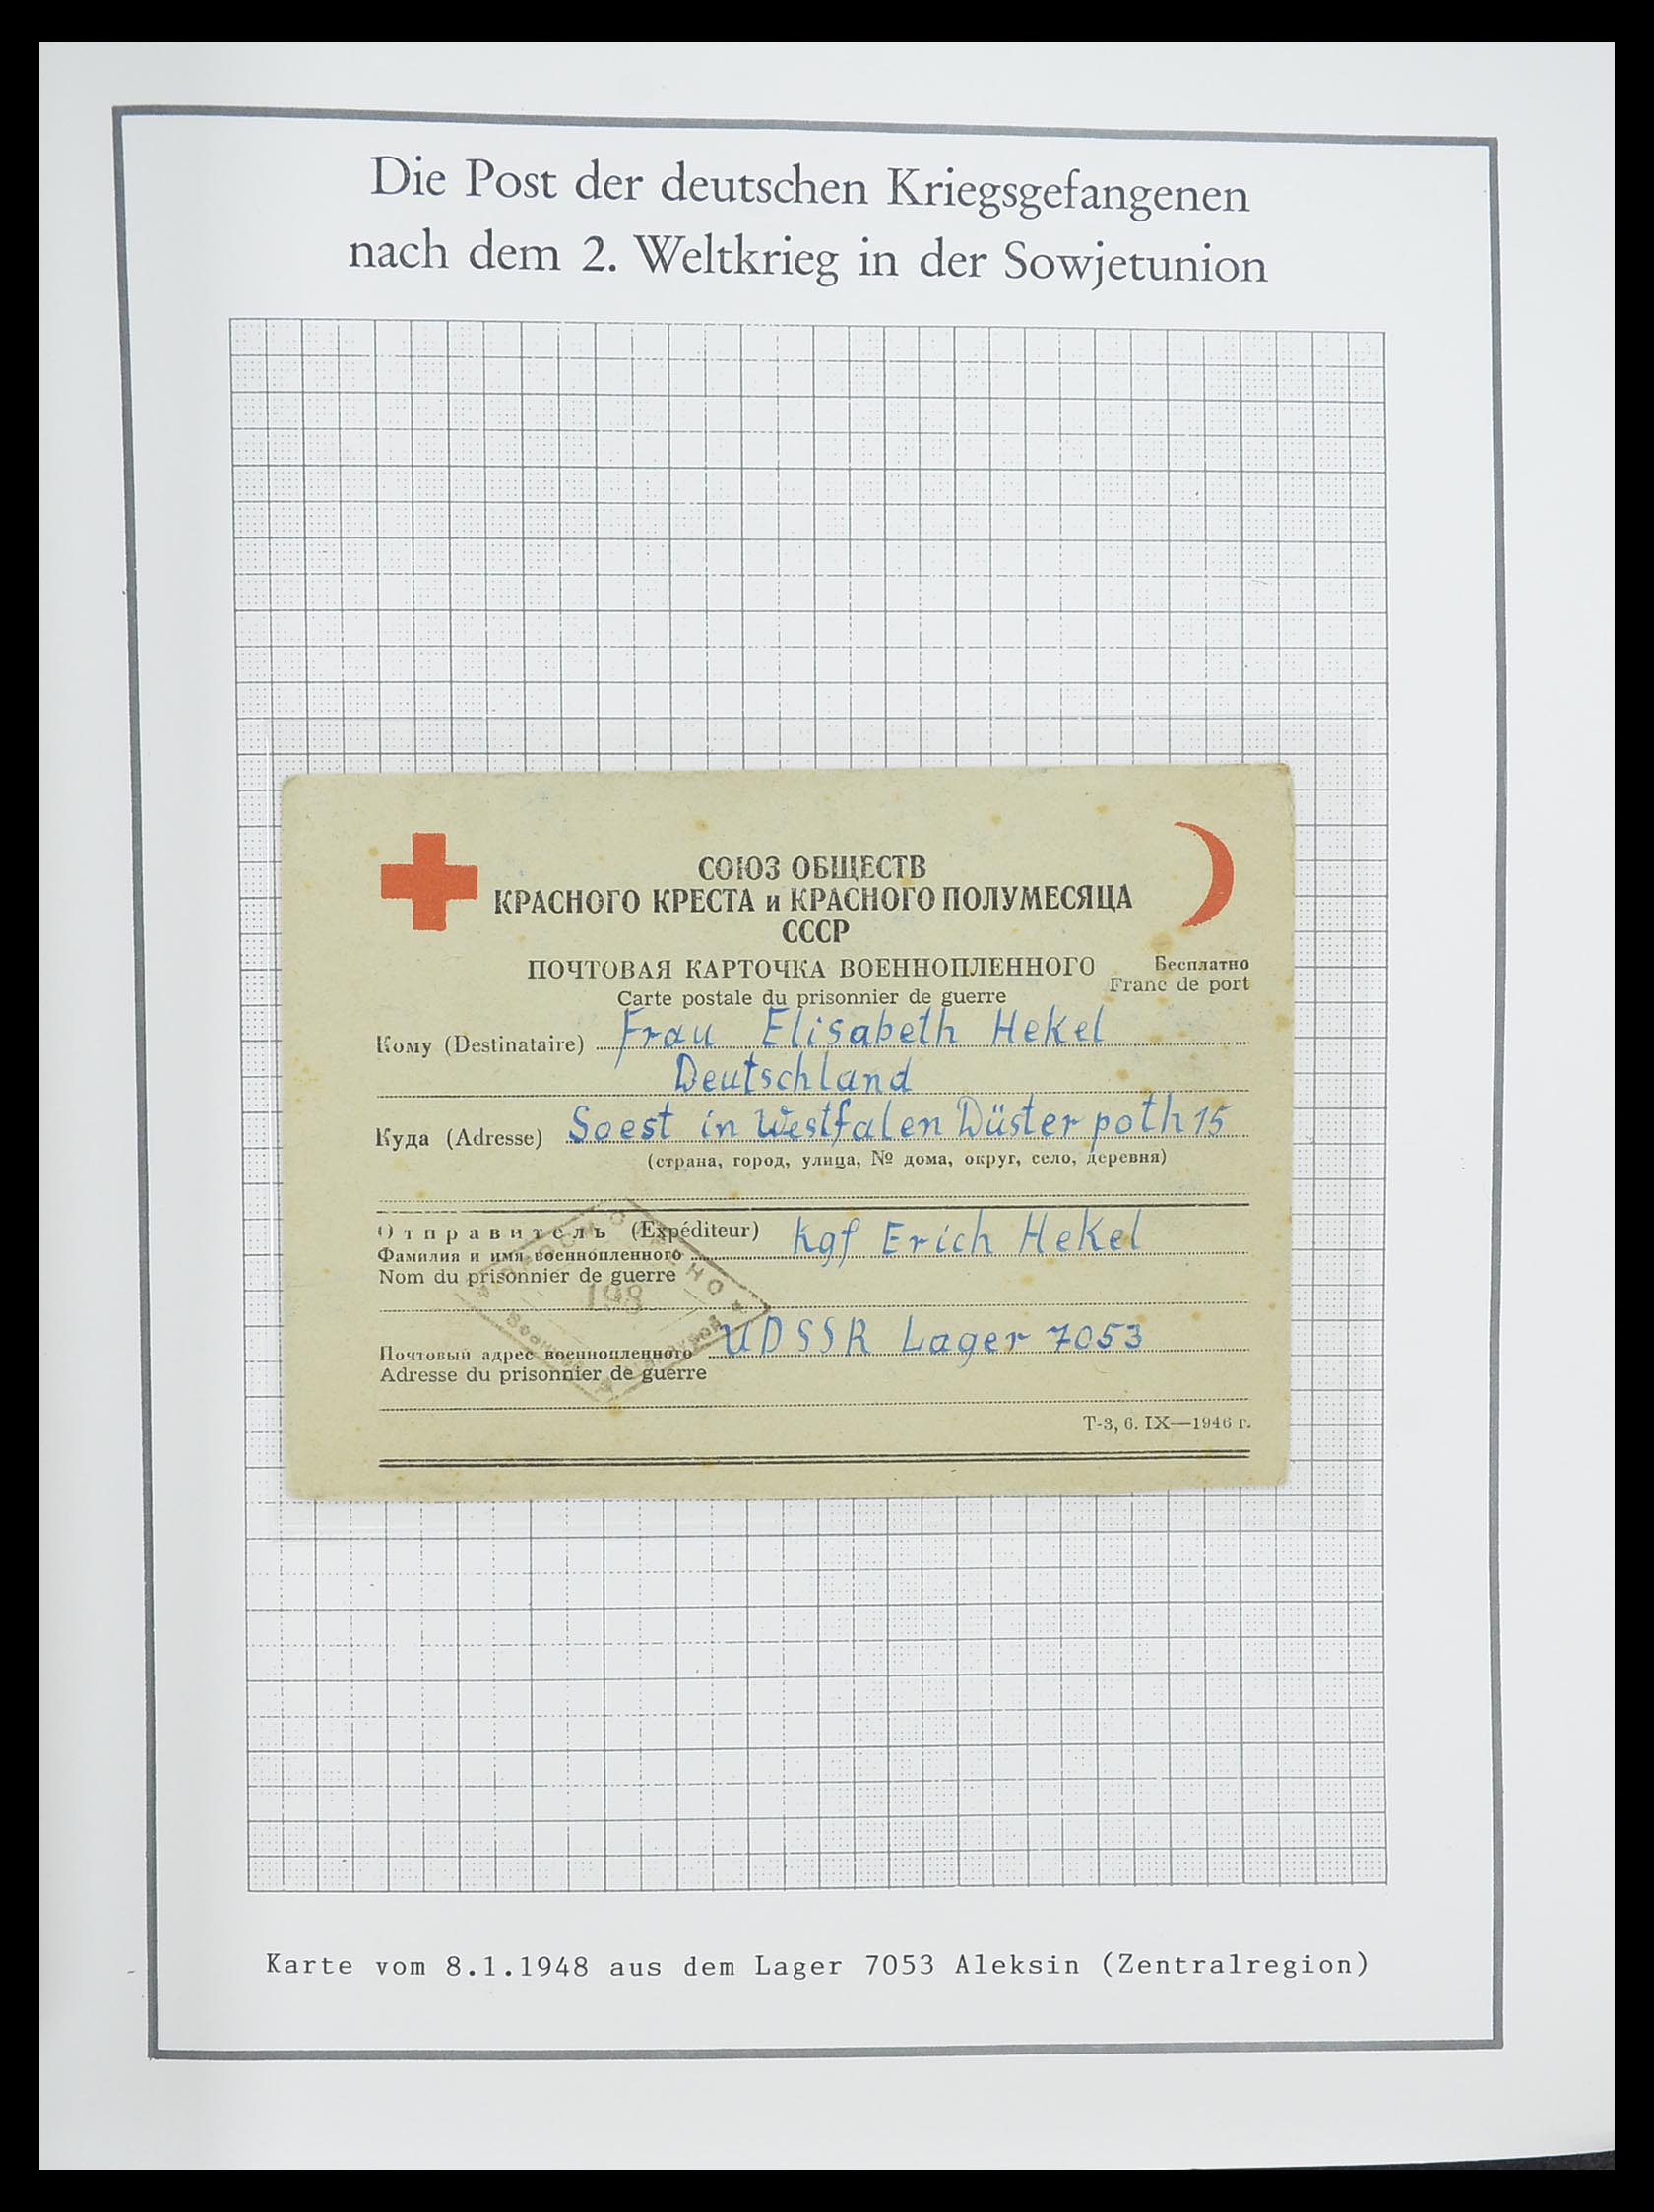 Die Post der deutschen Kriegsgefangenen
nach dem 2. Weltkrieg in der Sowjetunion
СОЮЗ ОБЩЕСТВ
КРАСНОГО КРЕСТА и КРАСНОГО ПОЛУМЕСЯЦА
СССР
ПОЧТОВАЯ КАРТОЧКА ВОЕННОПЛЕННОГО
Бесплатно
Carte postale du prisonnier de guerre
Franc de port
Кому (Destinataire) Frau Elisabeth Hekel
Deutschland
Куда (Adresse) Soest in Westfalen Düsterpoth 15
(страна, город, улица, № дома, округ, село, деревня)
Отправитель (Expéditeur) Kgf Erich Hekel
Фамилия и имя военнопленного
Nom du prisonnier de guerre
198
UDSSR Lager 7053
Почтовый адрес военнопленного
Adresse du prisonnier de guerre
Т-3, 6. IX—1946 г.
Karte vom 8.1.1948 aus dem Lager 7053 Aleksin (Zentralregion)